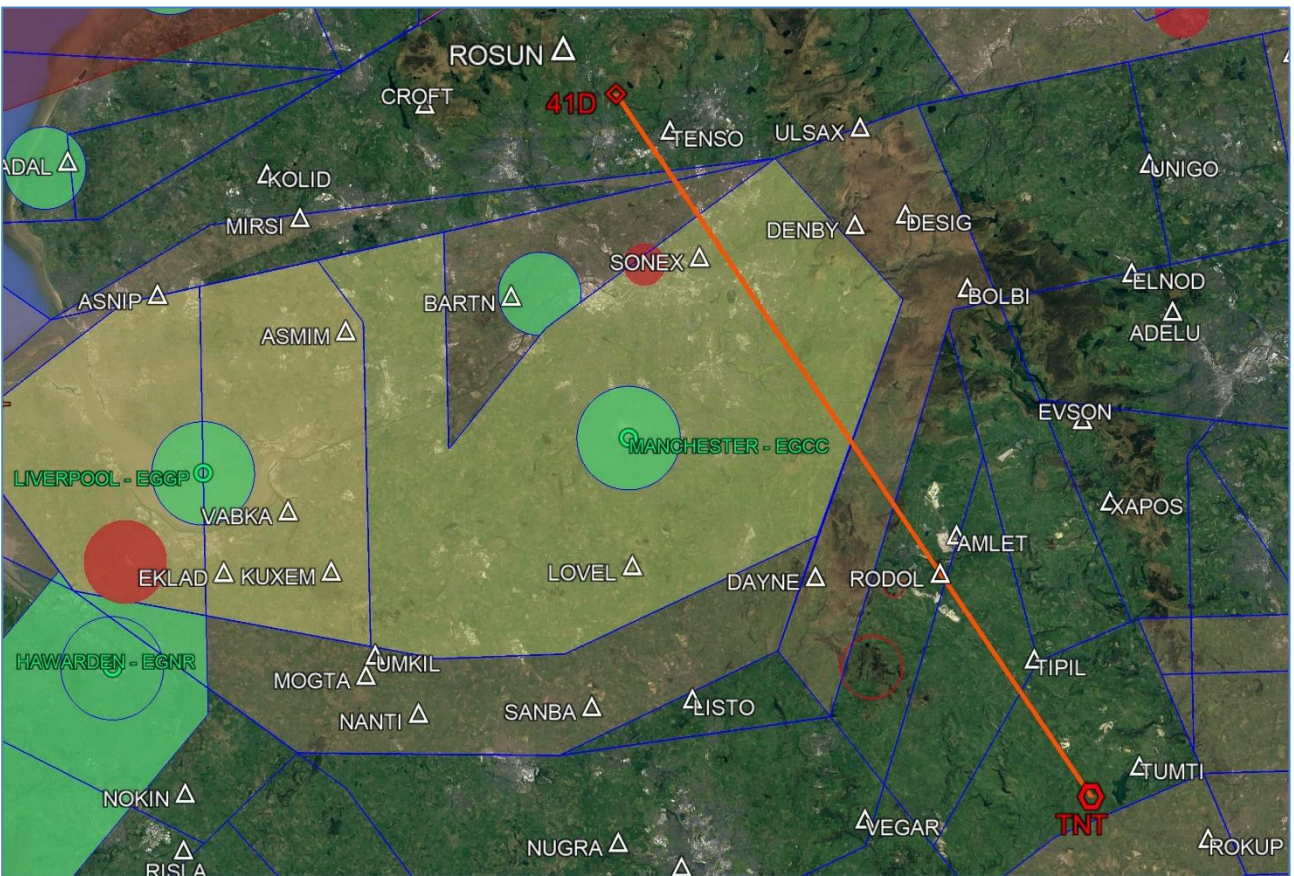 ROSUN
41D
CROFT
TENSO
ULSAX
ADAL
KOLID
UNIGO
MIRSI
DENBY
DESIG
SONEX
ASNIP
BARTN
BOLBI
ELNOD
ASMIM
ADELU
EVSON
MANCHESTER - EGCC
LIVERPOOL - EGGP
VABKA
XAPOS
AMLET
EKLAD
KUXEM
LOVEL
DAYNE
RODOL
HAWARDEN - EGNR
UMKIL
MOGTA
TIPIL
NANTI
SANBA
LISTO
NOKIN
TUMTI
TNT
VEGAR
NUGRA
ROKUP
RISLA